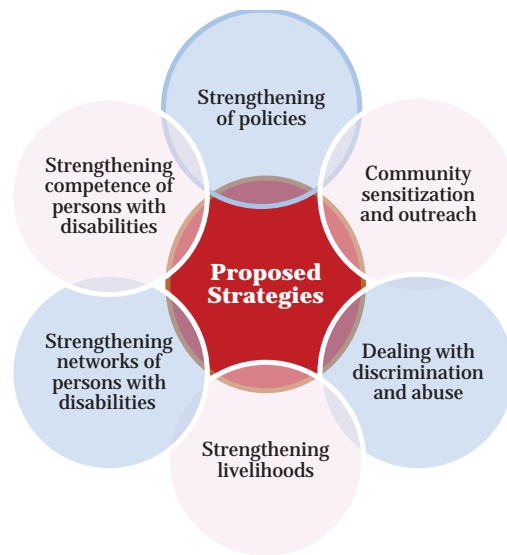 Strengthening
of policies
Community
sensitization
and outreach
Dealing with
discrimination
and abuse
Strengthening
livelihoods
Strengthening
networks of
persons with
disabilities
Strengthening
competence of
persons with
disabilities
Proposed
Strategies